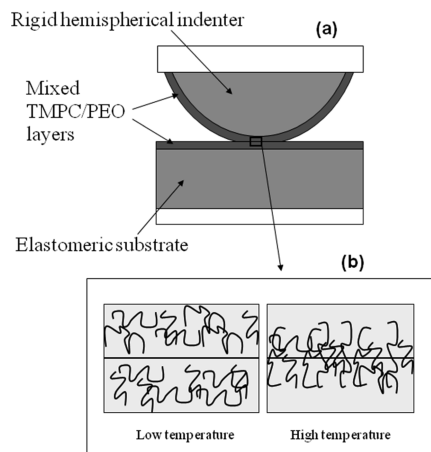 Rigid hemispherical indenter
(a)
Mixed
TMPC/PEO
layers
Elastomeric substrate
(b)
Low temperature
High temperature